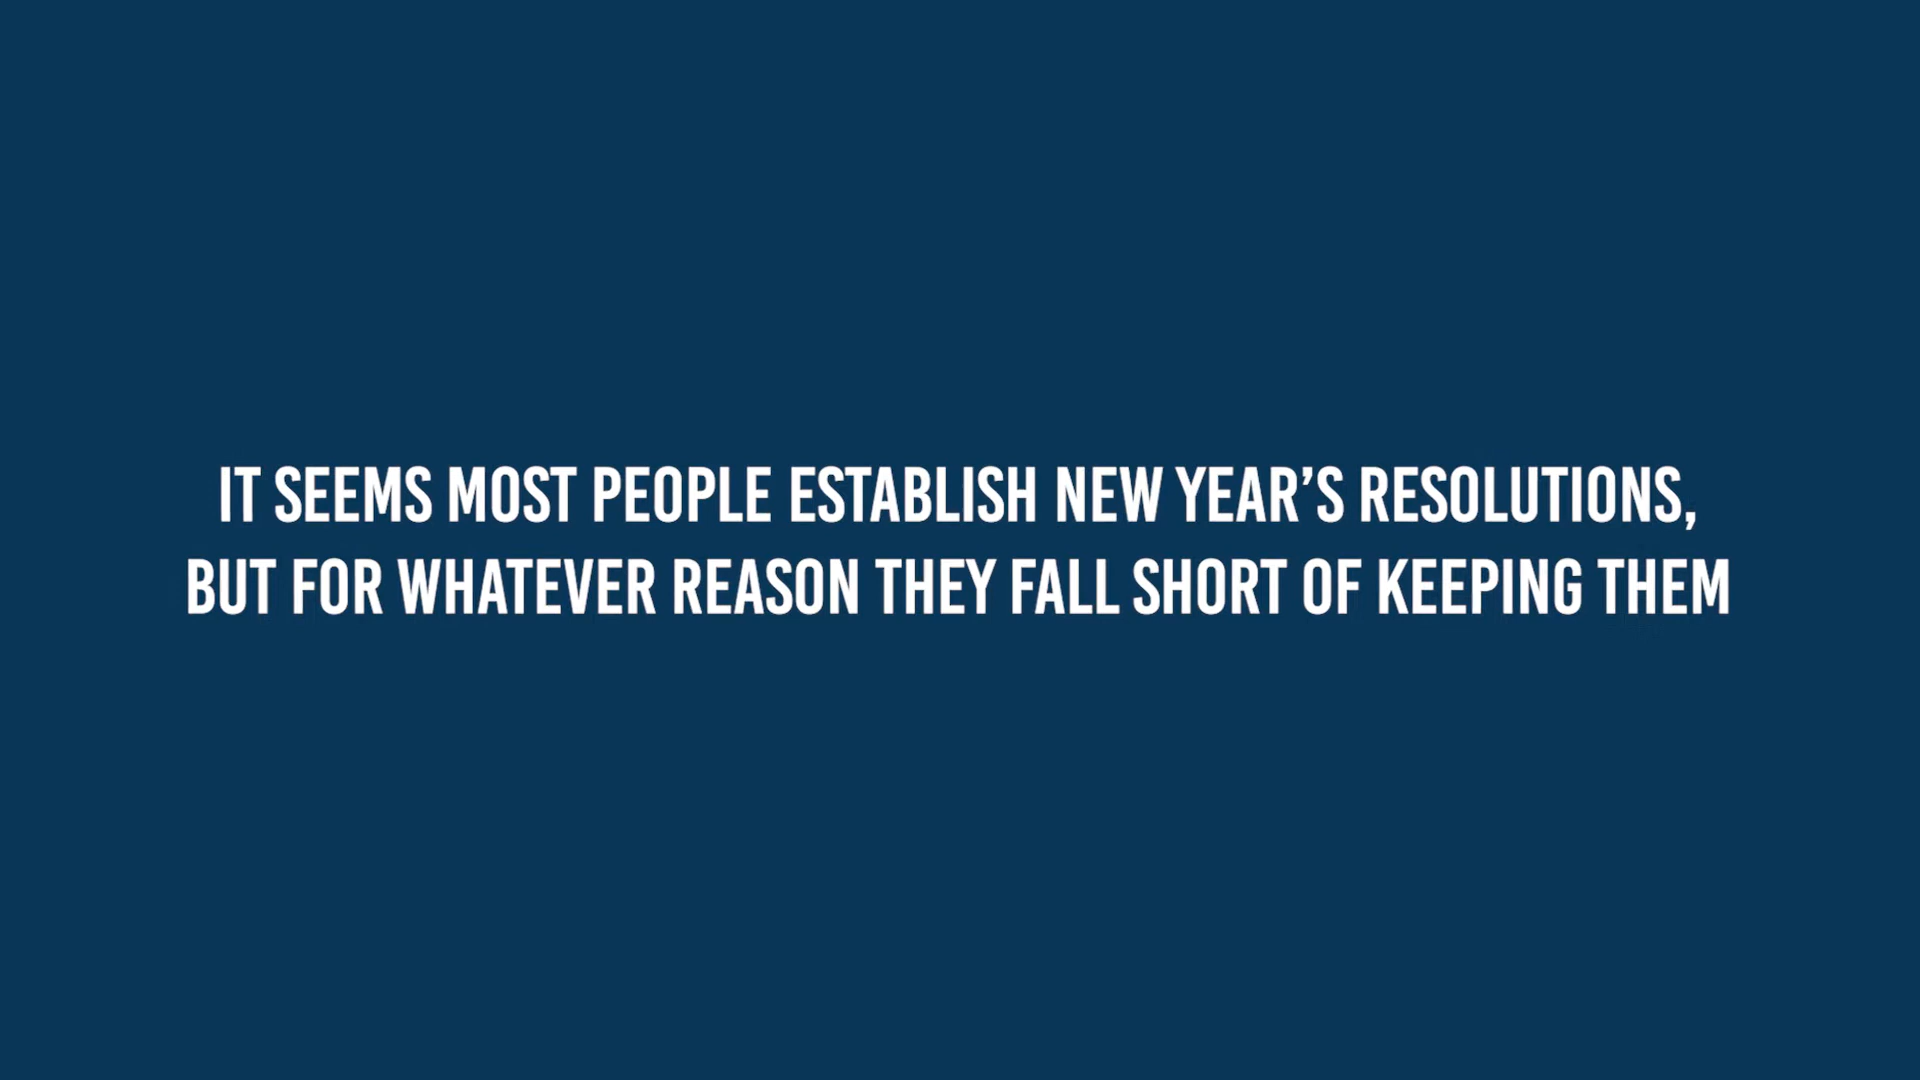 IT SEEMS MOST PEOPLE ESTABLISH NEW YEAR’S RESOLUTIONS,
BUT FOR WHATEVER REASON THEY FALL SHORT OF KEEPING THEM